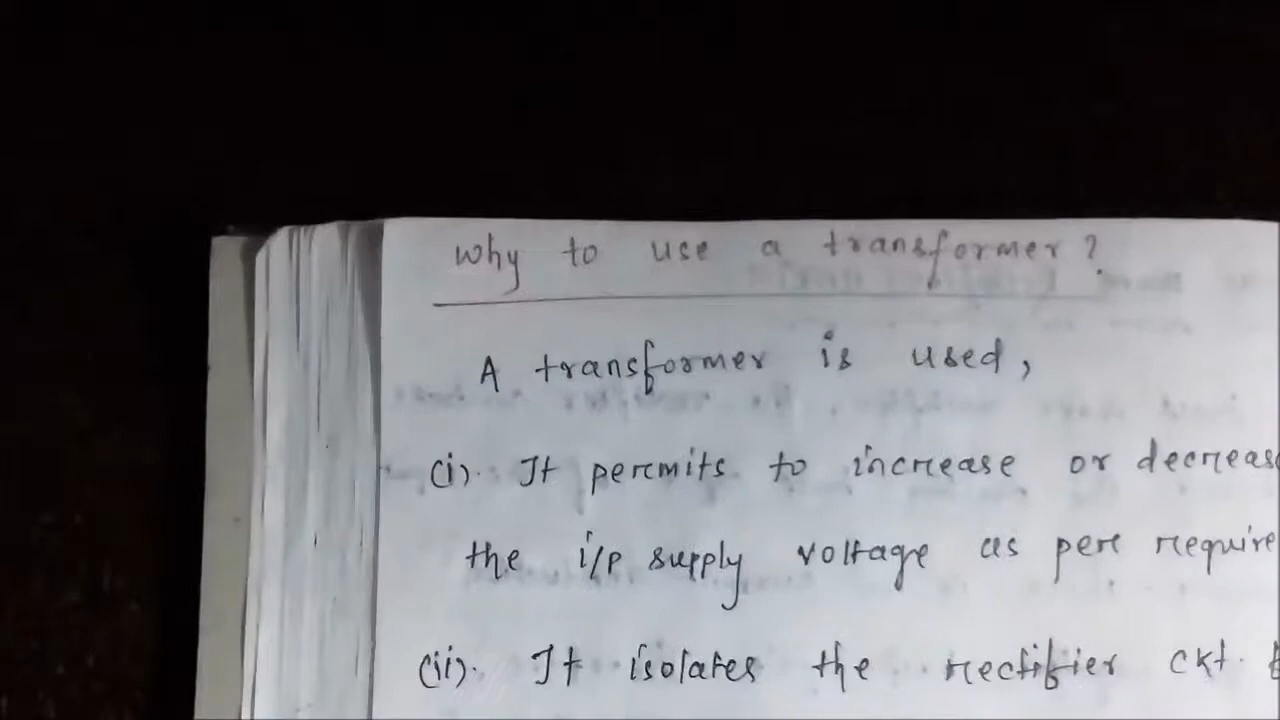 why to use a transformer?
A transformer is used,
(i). It permits to increase or decreas
the i/p supply voltage as per require
(ii). It isolates the rectifier ckt.